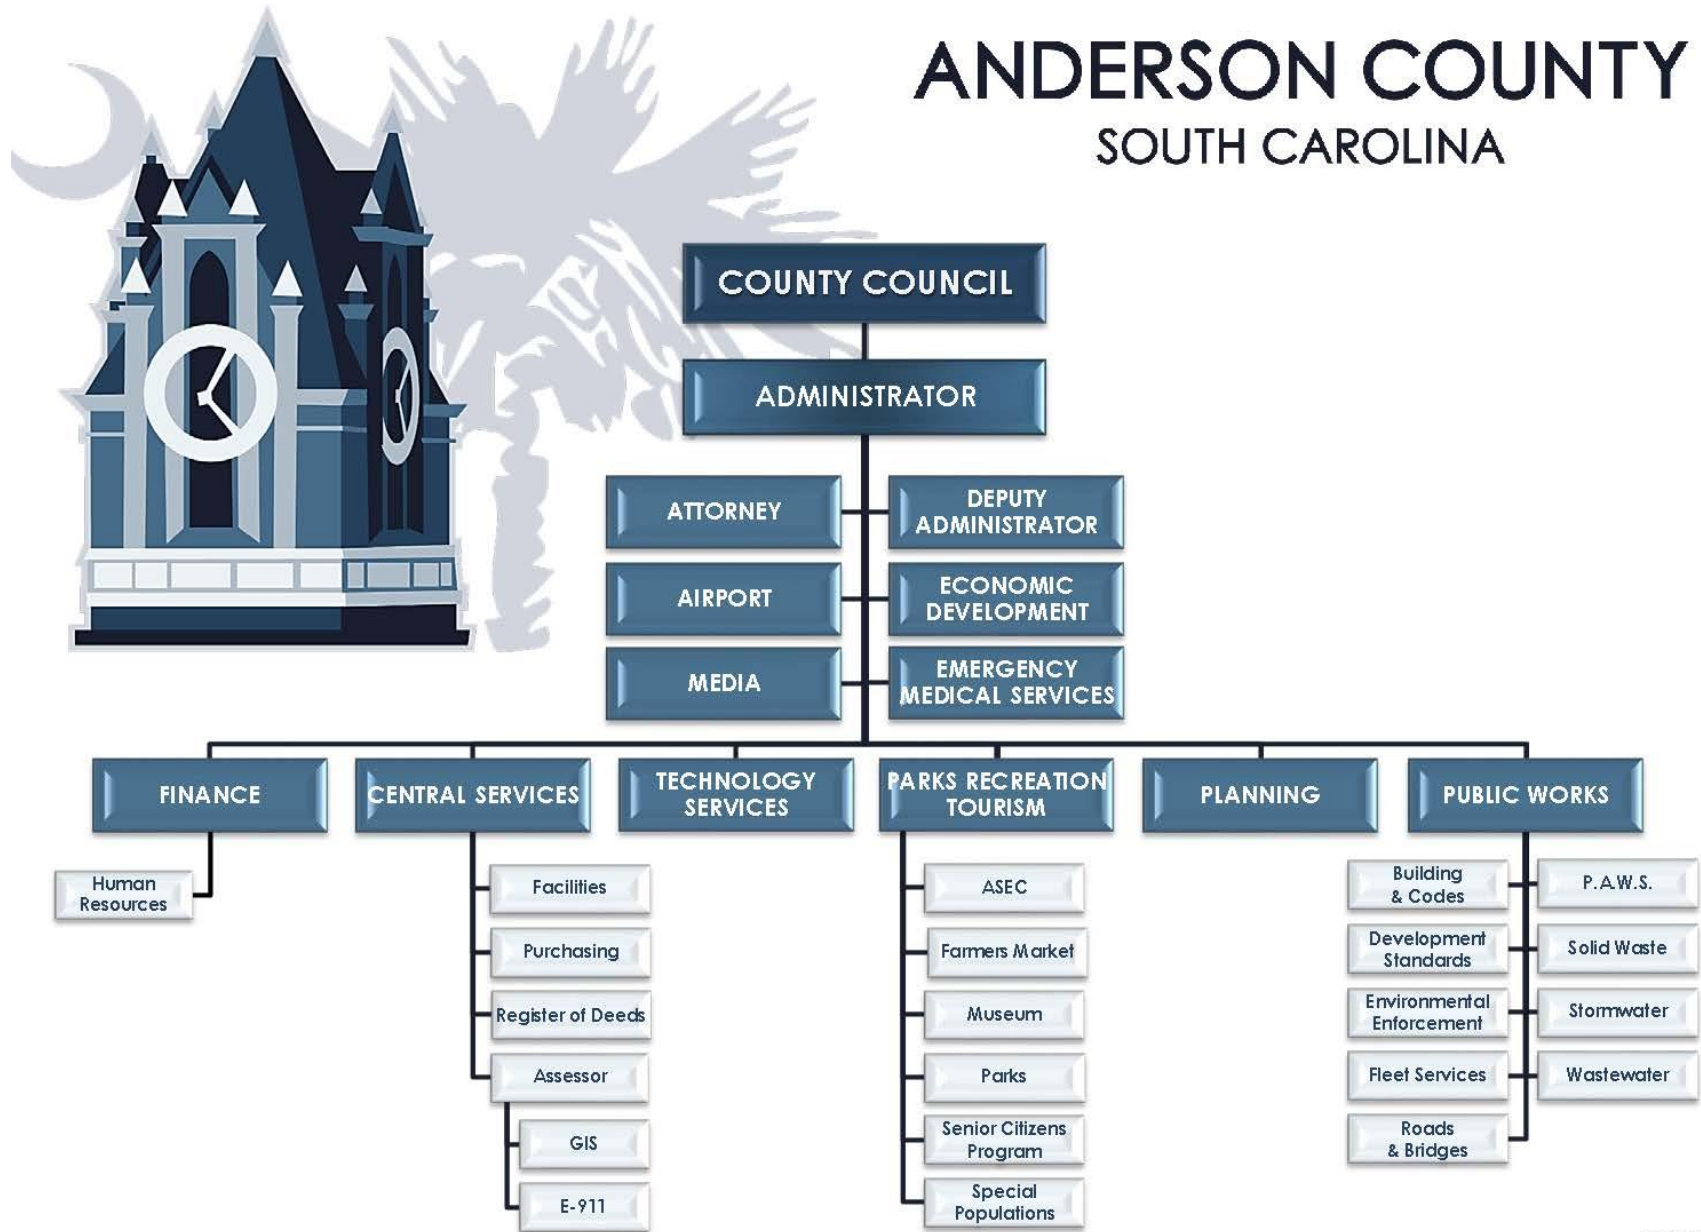 ANDERSON COUNTY
SOUTH CAROLINA
COUNTY COUNCIL
ADMINISTRATOR
ATTORNEY
DEPUTY
ADMINISTRATOR
AIRPORT
ECONOMIC
DEVELOPMENT
MEDIA
EMERGENCY
MEDICAL SERVICES
FINANCE
CENTRAL SERVICES
TECHNOLOGY
SERVICES
PARKS RECREATION
TOURISM
PLANNING
PUBLIC WORKS
Human
Resources
Facilities
Purchasing
Register of Deeds
Assessor
GIS
E-911
ASEC
Farmers Market
Museum
Parks
Senior Citizens
Program
Special
Populations
Building
& Codes
P.A.W.S.
Development
Standards
Solid Waste
Environmental
Enforcement
Stormwater
Fleet Services
Wastewater
Roads
& Bridges